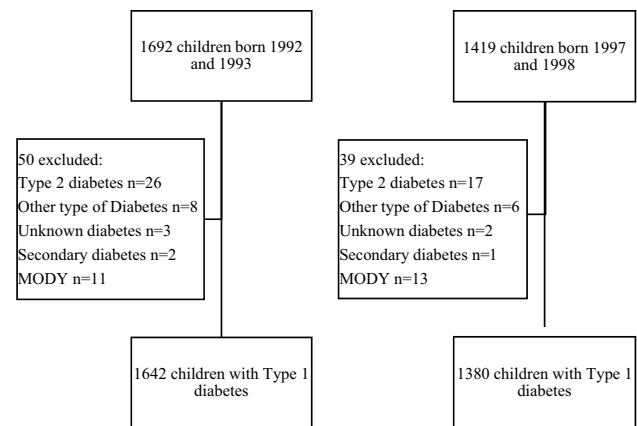 1692 children born 1992
and 1993
50 excluded:
Type 2 diabetes n=26
Other type of Diabetes n=8
Unknown diabetes n=3
Secondary diabetes n=2
MODY n=11
1642 children with Type 1
diabetes
1419 children born 1997
and 1998
39 excluded:
Type 2 diabetes n=17
Other type of Diabetes n=6
Unknown diabetes n=2
Secondary diabetes n=1
MODY n=13
1380 children with Type 1
diabetes